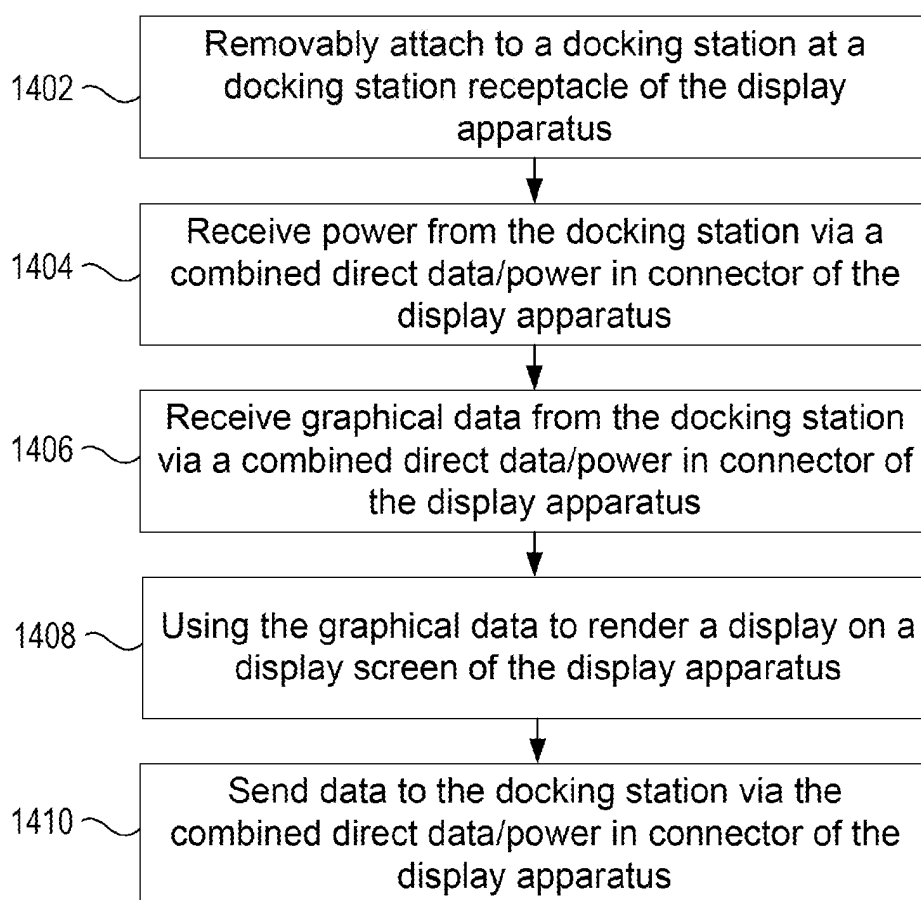 Removably attach to a docking station at a
1402
docking station receptacle of the display
apparatus
Receive power from the docking station via a
1404
combined direct data/power in connector of the
display apparatus
Receive graphical data from the docking station
1406
via a combined direct data/power in connector of
the display apparatus
1408
Using the graphical data to render a display on a
display screen of the display apparatus
Send data to the docking station via the
1410
combined direct data/power in connector of the
display apparatus